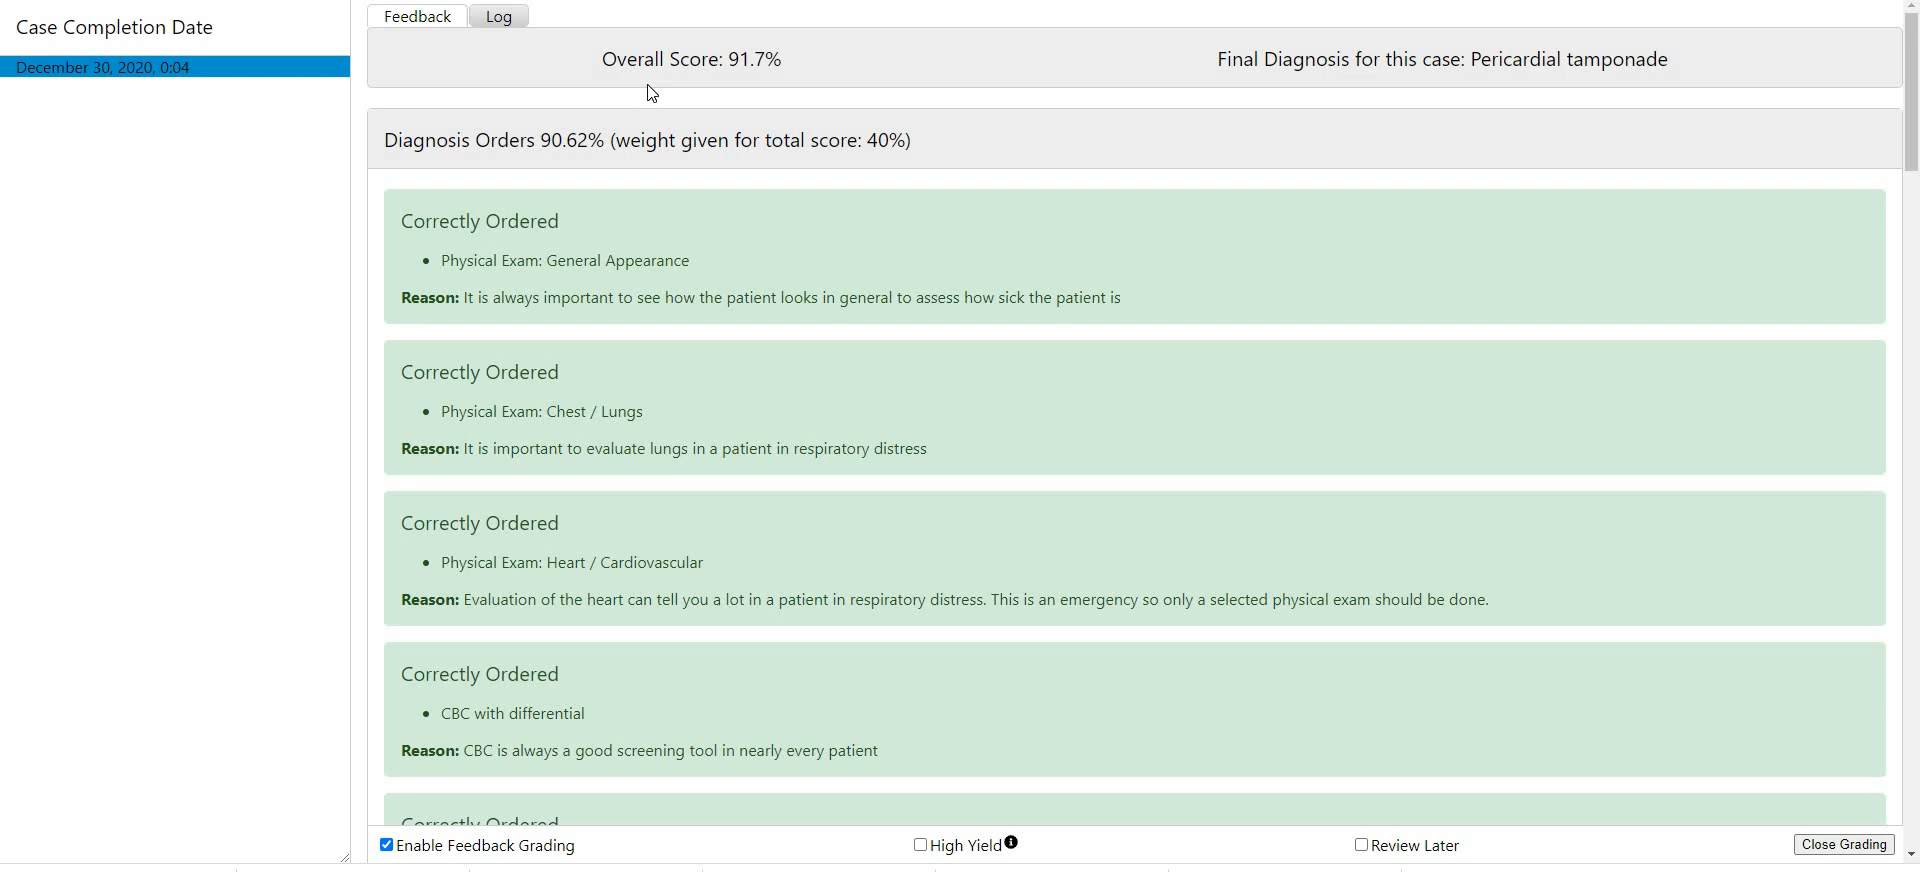 Case Completion Date
December 30, 2020, 0:04
Feedback
Log
Overall Score: 91.7%
Final Diagnosis for this case: Pericardial tamponade
Diagnosis Orders 90.62% (weight given for total score: 40%)
Correctly Ordered
• Physical Exam: General Appearance
Reason: It is always important to see how the patient looks in general to assess how sick the patient is
Correctly Ordered
• Physical Exam: Chest / Lungs
Reason: It is important to evaluate lungs in a patient in respiratory distress
Correctly Ordered
• Physical Exam: Heart / Cardiovascular
Reason: Evaluation of the heart can tell you a lot in a patient in respiratory distress. This is an emergency so only a selected physical exam should be done.
Correctly Ordered
• CBC with differential
Reason: CBC is always a good screening tool in nearly every patient
Correctly Ordered
Enable Feedback Grading
High Yield
Review Later
Close Grading